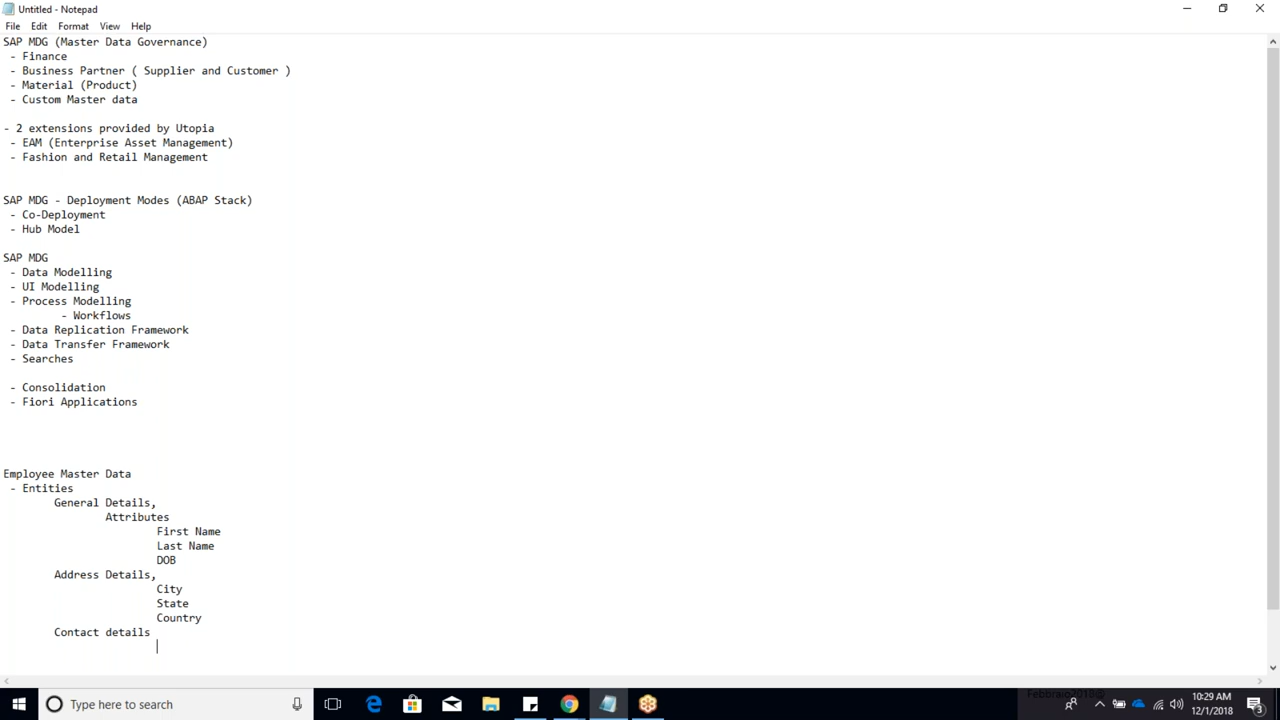 Untitled - Notepad
File Edit Format View Help
SAP MDG (Master Data Governance)
- Finance
- Business Partner ( Supplier and Customer )
- Material (Product)
- Custom Master data
- 2 extensions provided by Utopia
- EAM (Enterprise Asset Management)
- Fashion and Retail Management
SAP MDG - Deployment Modes (ABAP Stack)
- Co-Deployment
- Hub Model
SAP MDG
- Data Modelling
- UI Modelling
- Process Modelling
- Workflows
- Data Replication Framework
- Data Transfer Framework
- Searches
- Consolidation
- Fiori Applications
Employee Master Data
- Entities
General Details,
Attributes
First Name
Last Name
DOB
Address Details,
City
State
Country
Contact details
Type here to search
10:29 AM
12/1/2018
3